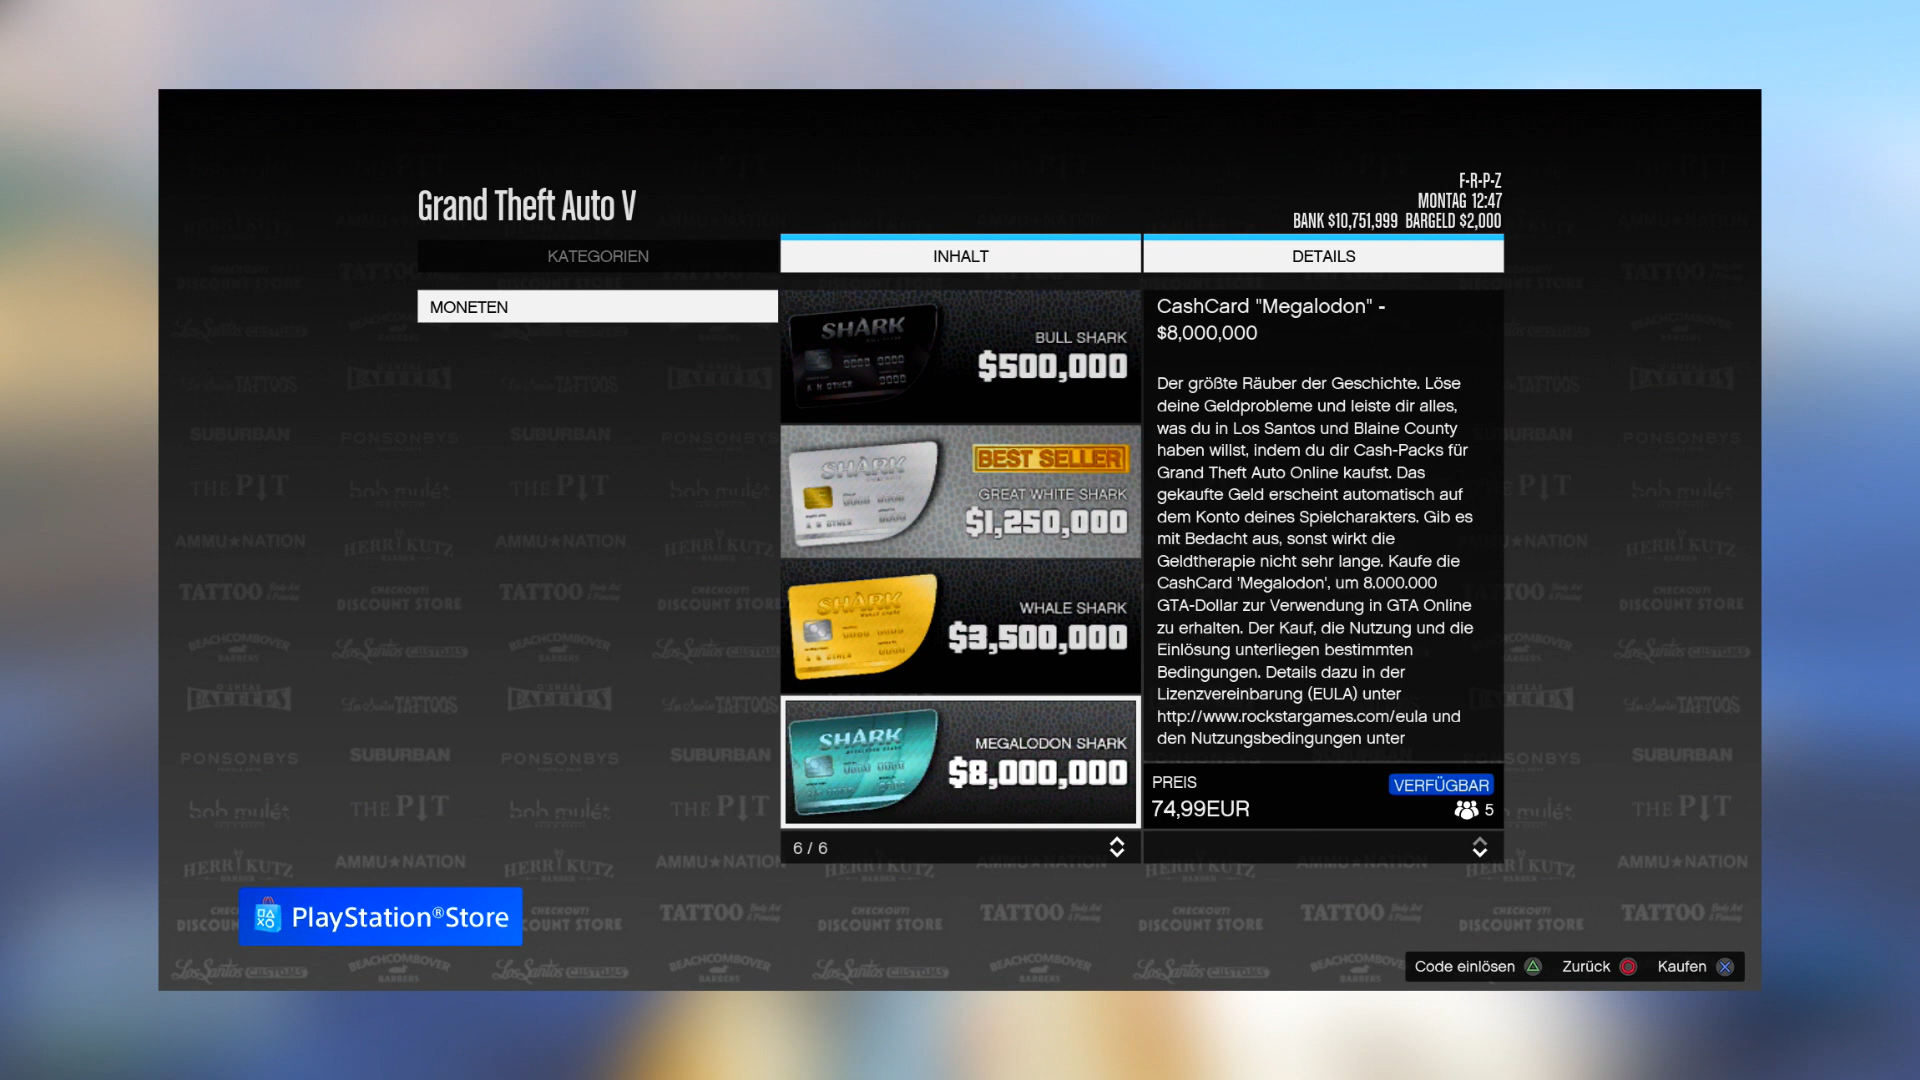 Grand Theft Auto V
F-R-P-Z
MONTAG 12:47
BANK $10,751,999 BARGELD $2,000
KATEGORIEN
INHALT
DETAILS
MONETEN
SHARK
BULL SHARK
$500,000
SHARK
BEST SELLER
GREAT WHITE SHARK
$1,250,000
SHARK
WHALE SHARK
$3,500,000
SHARK
MEGALODON SHARK
$8,000,000
6 / 6
CashCard "Megalodon" -
$8,000,000
Der größte Räuber der Geschichte. Löse
deine Geldprobleme und leiste dir alles,
was du in Los Santos und Blaine County
haben willst, indem du dir Cash-Packs für
Grand Theft Auto Online kaufst. Das
gekaufte Geld erscheint automatisch auf
dem Konto deines Spielcharakters. Gib es
mit Bedacht aus, sonst wirkt die
Geldtherapie nicht sehr lange. Kaufe die
CashCard 'Megalodon', um 8.000.000
GTA-Dollar zur Verwendung in GTA Online
zu erhalten. Der Kauf, die Nutzung und die
Einlösung unterliegen bestimmten
Bedingungen. Details dazu in der
Lizenzvereinbarung (EULA) unter
http://www.rockstargames.com/eula und
den Nutzungsbedingungen unter
PREIS
VERFÜGBAR
74,99EUR
5
PlayStation®Store
Code einlösen Zurück Kaufen